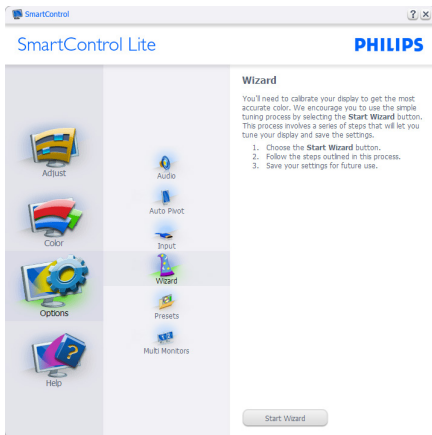 SmartControl
? x
SmartControl Lite
PHILIPS
Adjust
Color
Options
Help
Audio
Auto Pivot
Input
Wizard
Presets
Multi Monitors
Wizard
You'll need to calibrate your display to get the most
accurate color. We encourage you to use the simple
tuning process by selecting the Start Wizard button.
This process involves a series of steps that will let you
tune your display and save the settings.
1. Choose the Start Wizard button.
2. Follow the steps outlined in this process.
3. Save your settings for future use.
Start Wizard